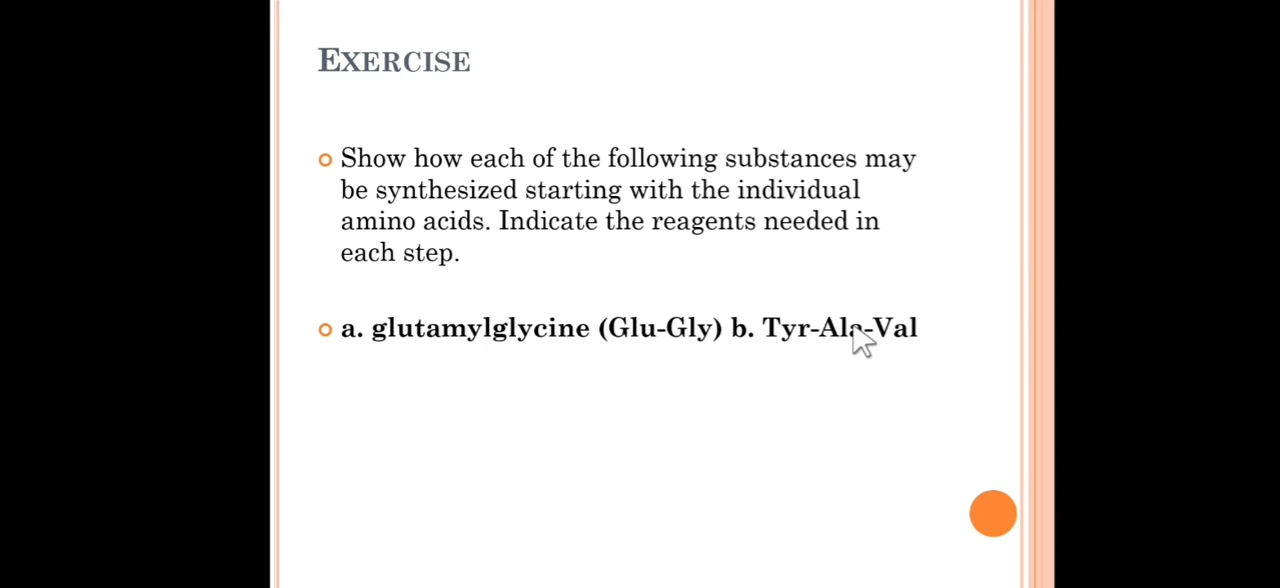 EXERCISE
Show how each of the following substances may
be synthesized starting with the individual
amino acids. Indicate the reagents needed in
each step.
a. glutamylglycine (Glu-Gly) b. Tyr-Ala-Val